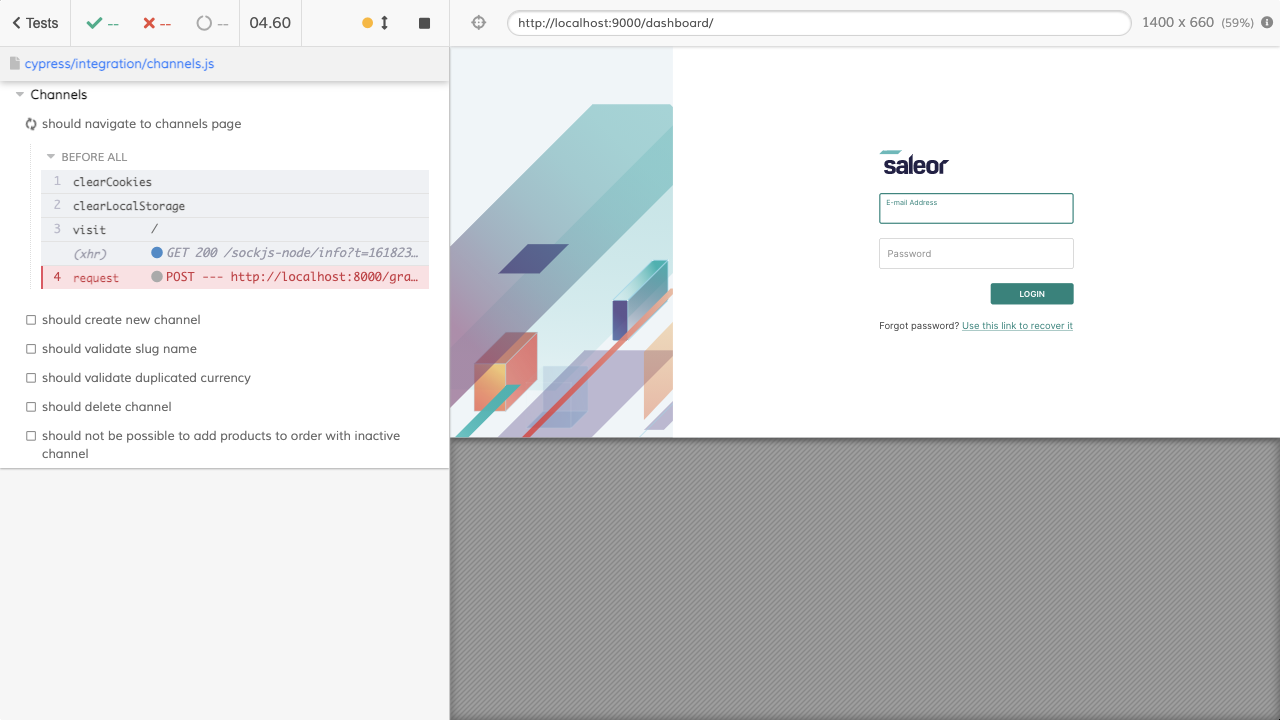 Tests
--
--
--
04.60
http://localhost:9000/dashboard/
1400 x 660 (59%)
cypress/integration/channels.js
Channels
should navigate to channels page
BEFORE ALL
1 clearCookies
2 clearLocalStorage
3 visit /
(xhr) GET 200 /sockjs-node/info?t=161823…
4 request POST --- http://localhost:8000/gra…
should create new channel
should validate slug name
should validate duplicated currency
should delete channel
should not be possible to add products to order with inactive
channel
saleor
E-mail Address
Password
LOGIN
Forgot password? Use this link to recover it